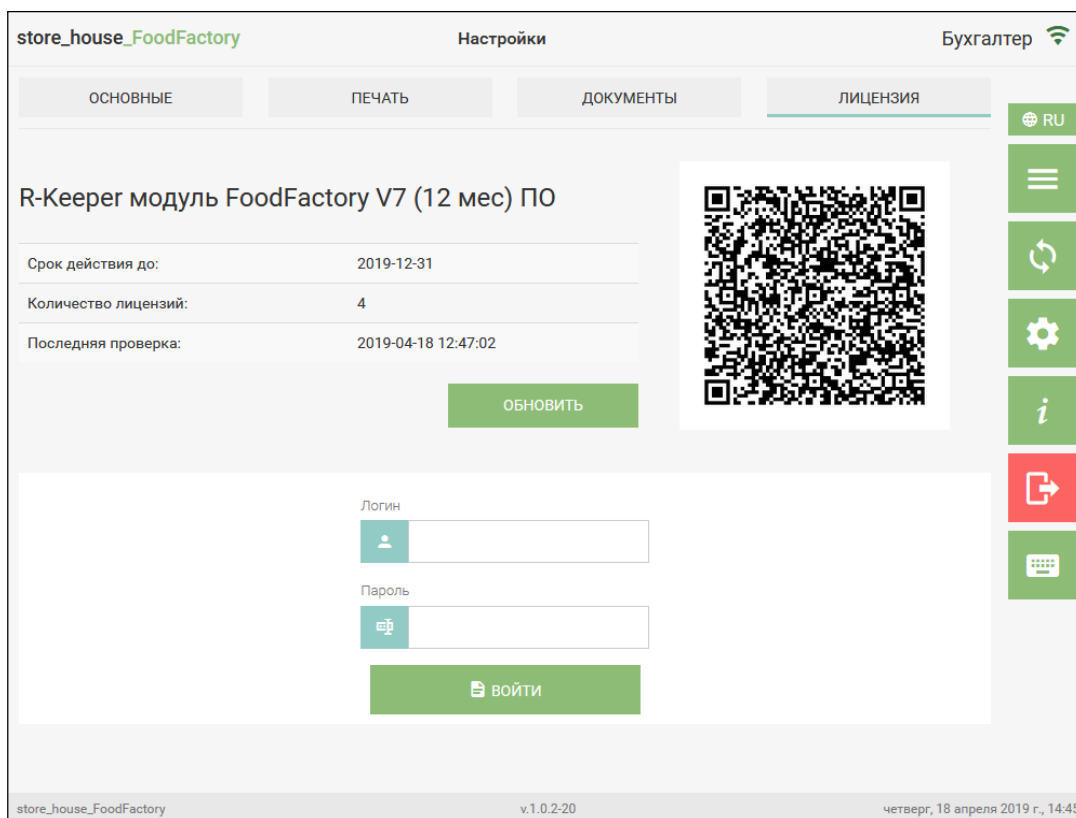 store_house_FoodFactory
Настройки
Бухгалтер
ОСНОВНЫЕ
ПЕЧАТЬ
ДОКУМЕНТЫ
ЛИЦЕНЗИЯ
RU
R-Keeper модуль FoodFactory V7 (12 мес) ПО
Срок действия до: 2019-12-31
Количество лицензий: 4
Последняя проверка: 2019-04-18 12:47:02
ОБНОВИТЬ
i
Логин
Пароль
ВОЙТИ
store_house_FoodFactory
v.1.0.2-20
четверг, 18 апреля 2019 г., 14:45